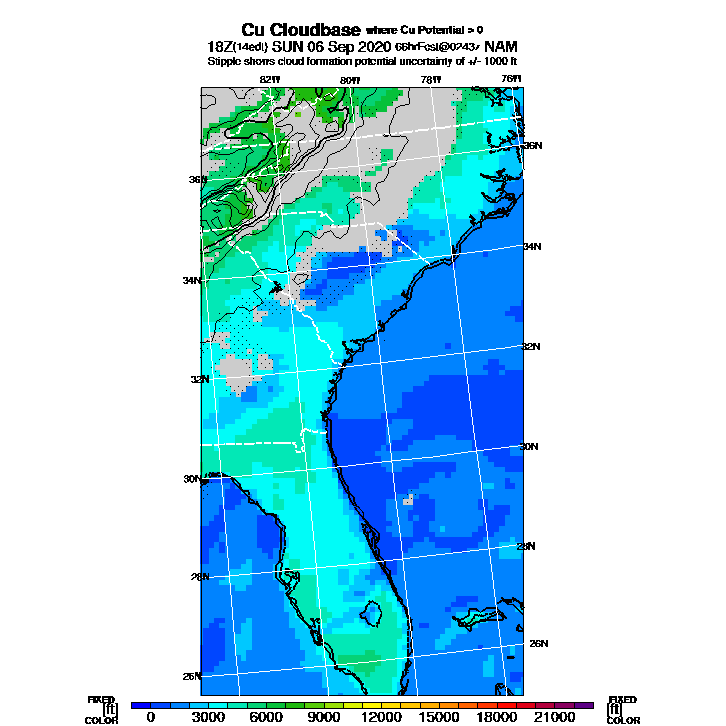 Cu Cloudbase where Cu Potential > 0
18Z(14edt) SUN 06 Sep 2020 66hrFcst@0243z NAM
Stipple shows cloud formation potential uncertainty of +/- 1000 ft
82W 80W 78W 76W
36N 36N
34N 34N
32N 32N
30N 30N
28N 28N
26N 26N
FIXED FIXED
[ft] [ft]
COLOR COLOR
0 3000 6000 9000 12000 15000 18000 21000